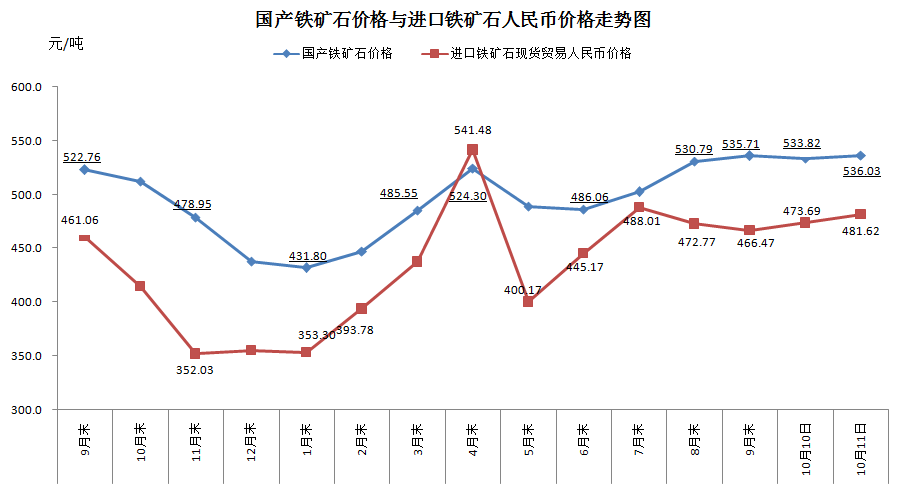 国产铁矿石价格与进口铁矿石人民币价格走势图
元/吨
国产铁矿石价格 进口铁矿石现货贸易人民币价格
600.0
550.0
500.0
450.0
400.0
350.0
300.0
522.76
478.95
431.80
485.55
524.30
486.06
530.79
535.71
533.82
536.03
461.06
352.03
353.30
393.78
541.48
400.17
445.17
488.01
472.77
466.47
473.69
481.62
9月末
10月末
11月末
12月末
1月末
2月末
3月末
4月末
5月末
6月末
7月末
8月末
9月末
10月10日
10月11日